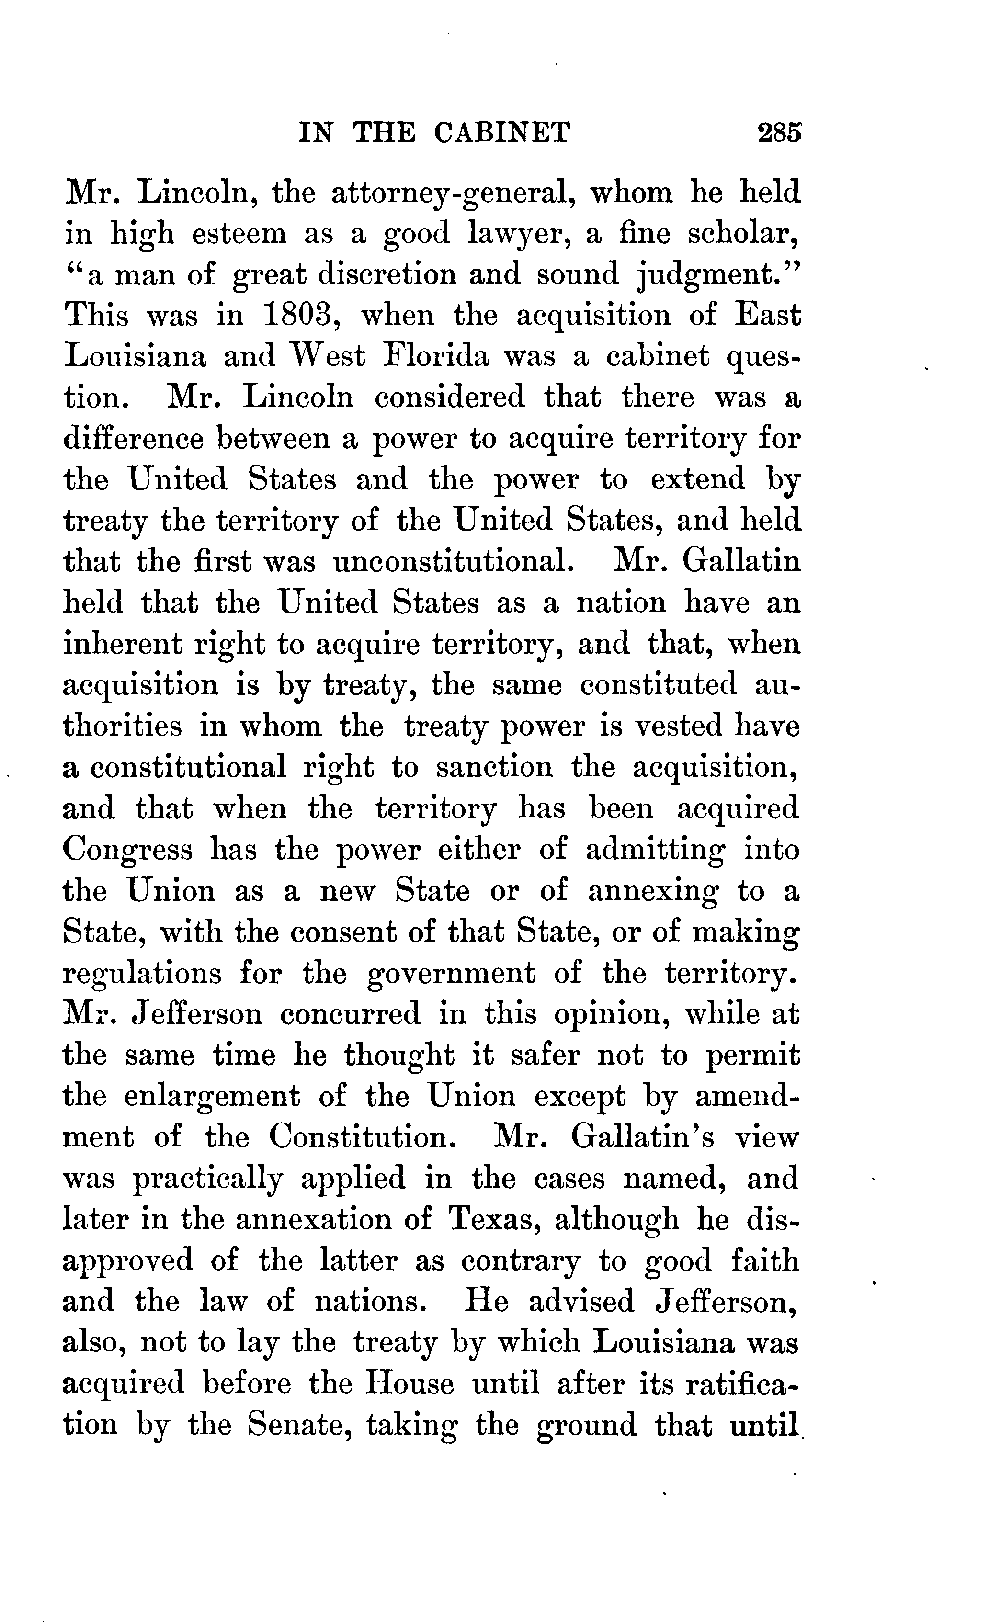 IN THE CABINET 285
Mr. Lincoln, the attorney-general, whom he held
in high esteem as a good lawyer, a fine scholar,
"a man of great discretion and sound judgment."
This was in 1803, when the acquisition of East
Louisiana and West Florida was a cabinet ques-
tion. Mr. Lincoln considered that there was a
difference between a power to acquire territory for
the United States and the power to extend by
treaty the territory of the United States, and held
that the first was unconstitutional. Mr. Gallatin
held that the United States as a nation have an
inherent right to acquire territory, and that, when
acquisition is by treaty, the same constituted au-
thorities in whom the treaty power is vested have
a constitutional right to sanction the acquisition,
and that when the territory has been acquired
Congress has the power either of admitting into
the Union as a new State or of annexing to a
State, with the consent of that State, or of making
regulations for the government of the territory.
Mr. Jefferson concurred in this opinion, while at
the same time he thought it safer not to permit
the enlargement of the Union except by amend-
ment of the Constitution. Mr. Gallatin's view
was practically applied in the cases named, and
later in the annexation of Texas, although he dis-
approved of the latter as contrary to good faith
and the law of nations. He advised Jefferson,
also, not to lay the treaty by which Louisiana was
acquired before the House until after its ratifica-
tion by the Senate, taking the ground that until